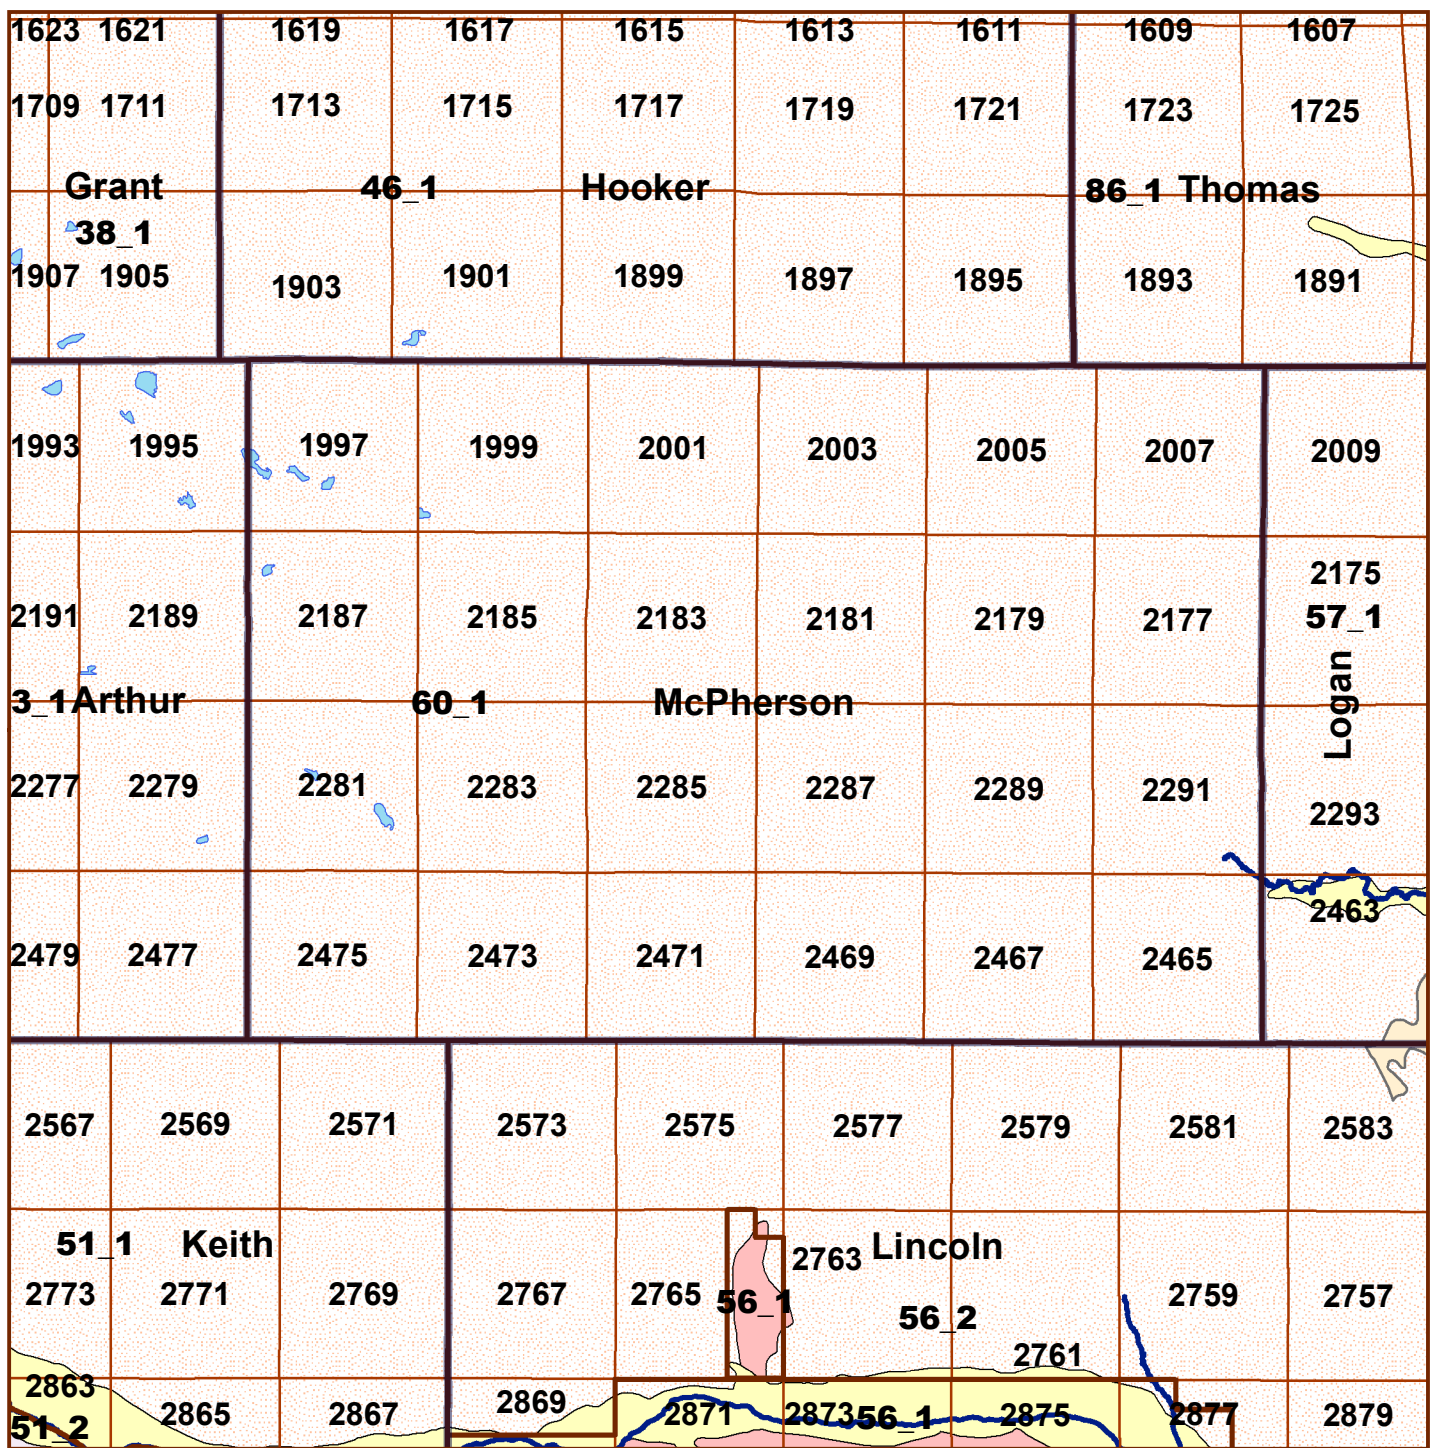 1623 1621 1619 1617 1615 1613 1611 1609 1607
1709 1711 1713 1715 1717 1719 1721 1723 1725
Grant 46_1 Hooker 86_1 Thomas
38_1
1907 1905 1903 1901 1899 1897 1895 1893 1891
1993 1995 1997 1999 2001 2003 2005 2007 2009
2175
2191 2189 2187 2185 2183 2181 2179 2177 57_1
3_1 Arthur 60_1 McPherson Logan
2277 2279 2281 2283 2285 2287 2289 2291 2293
2463
2479 2477 2475 2473 2471 2469 2467 2465
2567 2569 2571 2573 2575 2577 2579 2581 2583
51_1 Keith 2763 Lincoln
2773 2771 2769 2767 2765 56_1 2759 2757
56_2
2761
2863 2869
51_2 2865 2867 2871 2873 56_1 2875 2877 2879